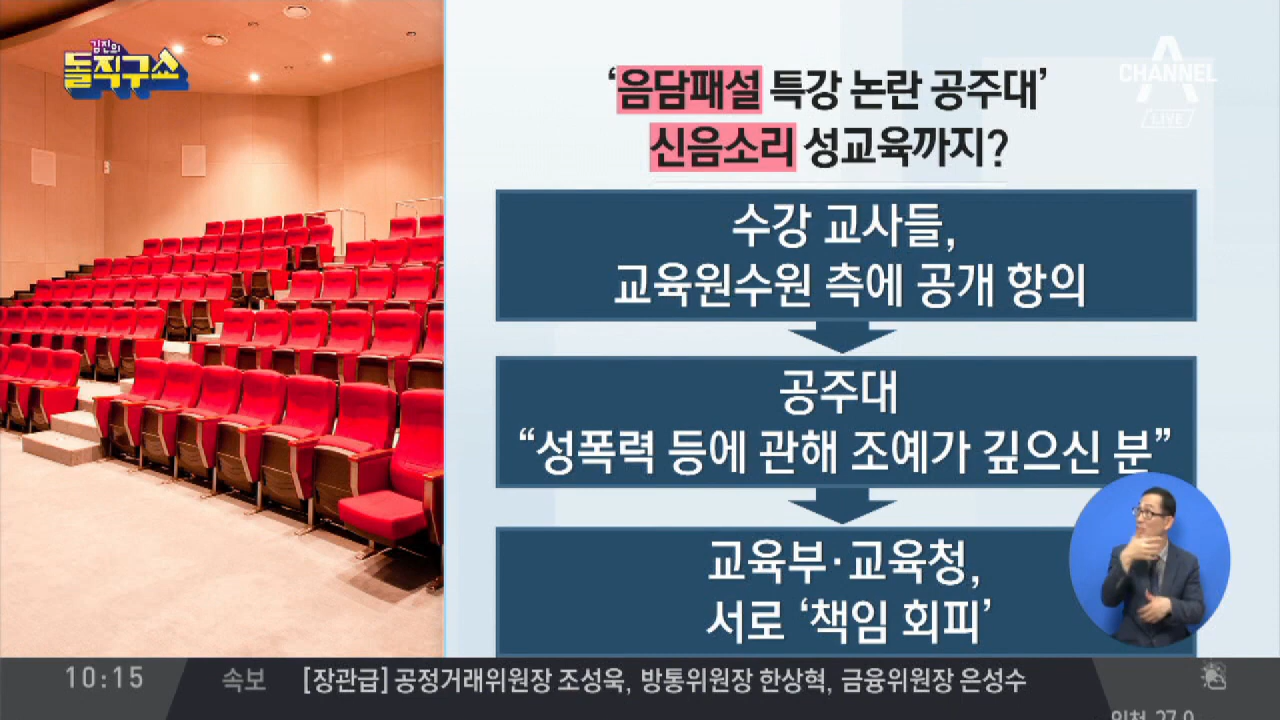 김진의
돌직구쇼
CHANNEL A
LIVE
‘음담패설 특강 논란 공주대’
신음소리 성교육까지?
수강 교사들,
교육원수원 측에 공개 항의
공주대
“성폭력 등에 관해 조예가 깊으신 분”
교육부·교육청,
서로 ‘책임 회피’
10:15
속보
[장관급] 공정거래위원장 조성욱, 방통위원장 한상혁, 금융위원장 은성수